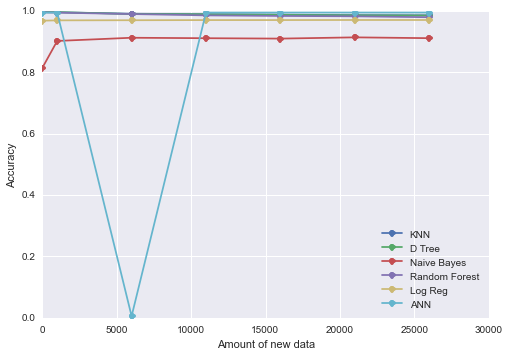 1.0
0.8
0.6
0.4
0.2
0.0
Accuracy
KNN
D Tree
Naive Bayes
Random Forest
Log Reg
ANN
0 5000 10000 15000 20000 25000 30000
Amount of new data